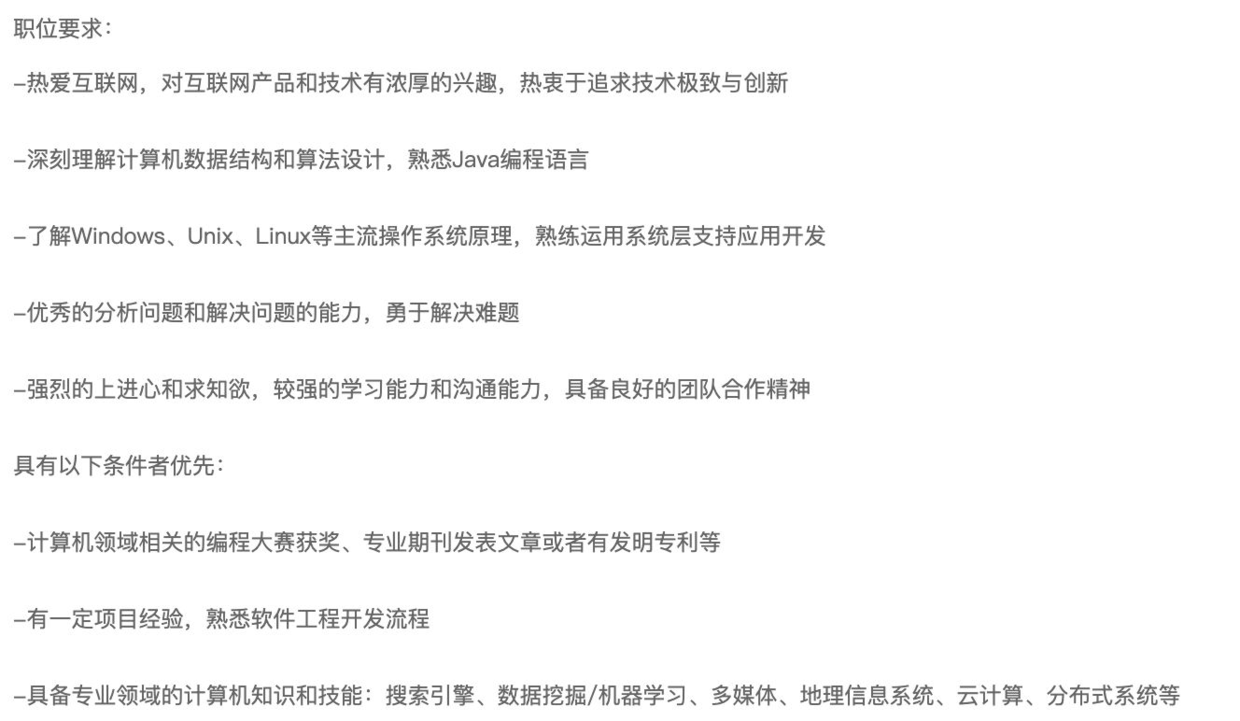 职位要求：
–热爱互联网，对互联网产品和技术有浓厚的兴趣，热衷于追求技术极致与创新
–深刻理解计算机数据结构和算法设计，熟悉Java编程语言
–了解Windows、Unix、Linux等主流操作系统原理，熟练运用系统层支持应用开发
–优秀的分析问题和解决问题的能力，勇于解决难题
–强烈的上进心和求知欲，较强的学习能力和沟通能力，具备良好的团队合作精神
具有以下条件者优先：
–计算机领域相关的编程大赛获奖、专业期刊发表文章或者有发明专利等
–有一定项目经验，熟悉软件工程开发流程
–具备专业领域的计算机知识和技能：搜索引擎、数据挖掘/机器学习、多媒体、地理信息系统、云计算、分布式系统等